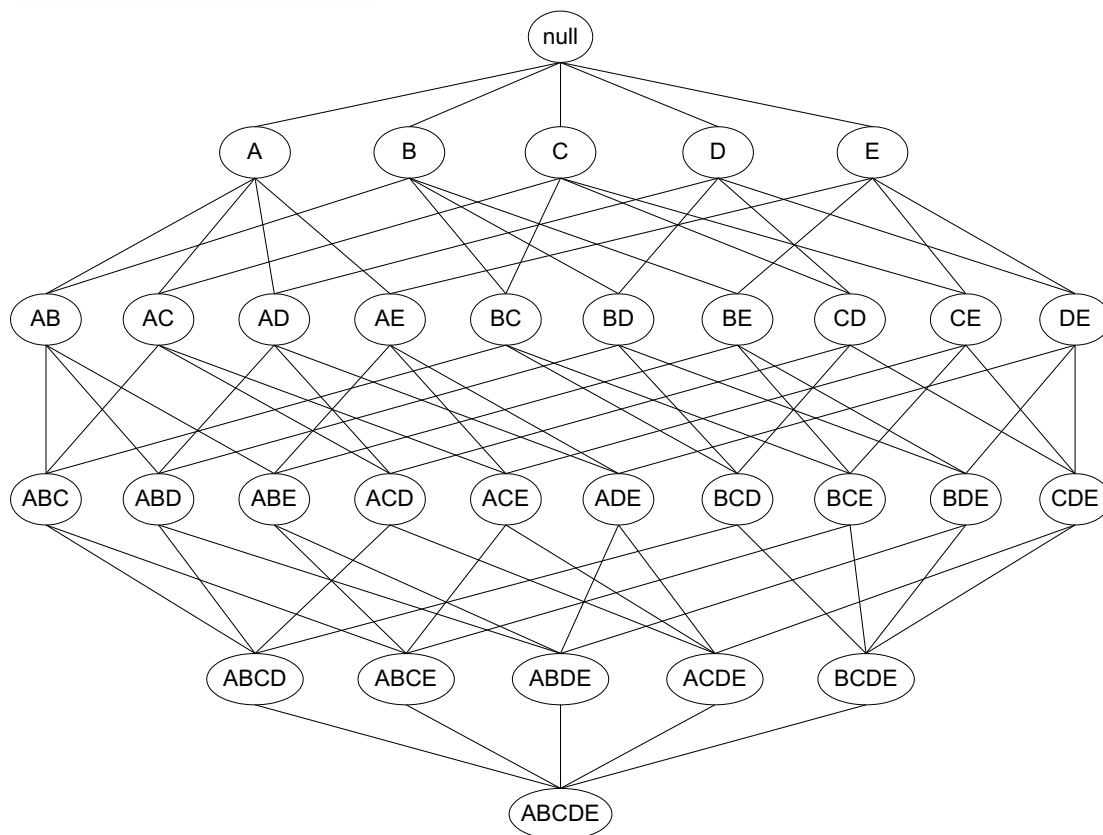 null
A B C D E
AB AC AD AE BC BD BE CD CE DE
ABC ABD ABE ACD ACE ADE BCD BCE BDE CDE
ABCD ABCE ABDE ACDE BCDE
ABCDE